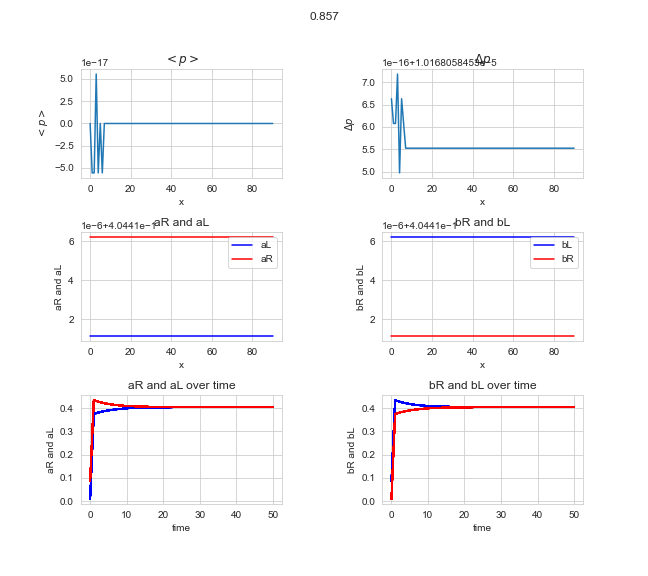 0.857
<p>
1e−17
5.0
2.5
0.0
−2.5
−5.0
<p>
0 20 40 60 80
x
Δp
1e−16+1.0168058453e−5
7.0
6.5
6.0
5.5
5.0
Δp
0 20 40 60 80
x
aR and aL
1e−6+4.0441e−1
6
4
2
aR and aL
aL
aR
0 20 40 60 80
x
bR and bL
1e−6+4.0441e−1
6
4
2
bR and bL
bL
bR
0 20 40 60 80
x
aR and aL over time
0.4
0.3
0.2
0.1
0.0
aR and aL
0 10 20 30 40 50
time
bR and bL over time
0.4
0.3
0.2
0.1
0.0
bR and bL
0 10 20 30 40 50
time